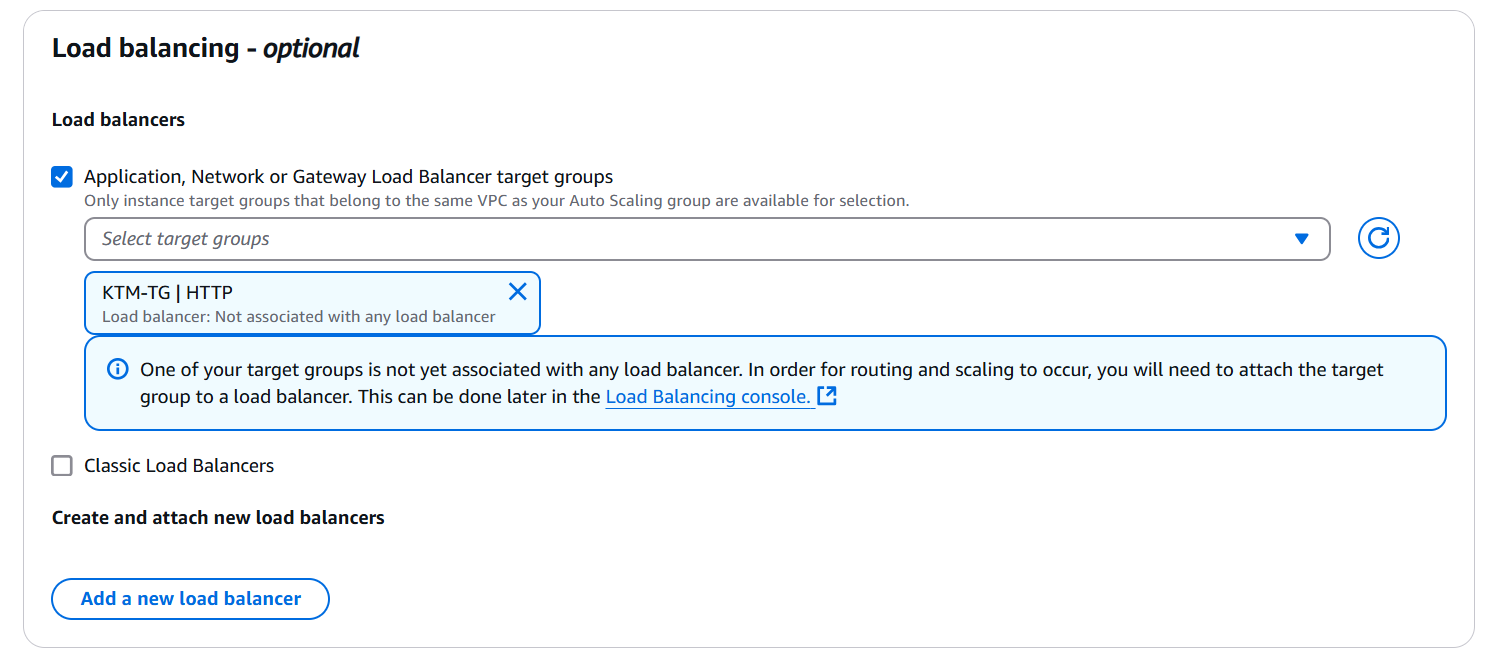 Load balancing - optional
Load balancers
Application, Network or Gateway Load Balancer target groups
Only instance target groups that belong to the same VPC as your Auto Scaling group are available for selection.
Select target groups
KTM-TG | HTTP
Load balancer: Not associated with any load balancer
One of your target groups is not yet associated with any load balancer. In order for routing and scaling to occur, you will need to attach the target
group to a load balancer. This can be done later in the Load Balancing console.
Classic Load Balancers
Create and attach new load balancers
Add a new load balancer